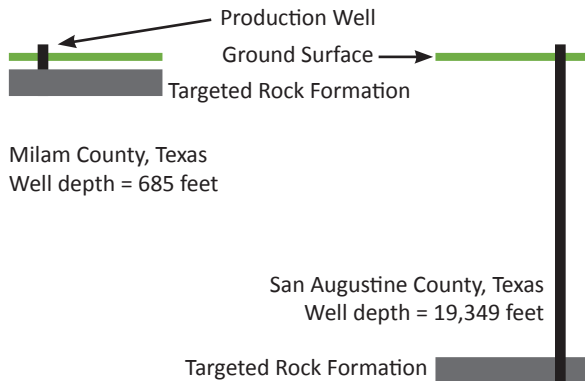 Production Well
Ground Surface
Targeted Rock Formation
Milam County, Texas
Well depth = 685 feet
San Augustine County, Texas
Well depth = 19,349 feet
Targeted Rock Formation